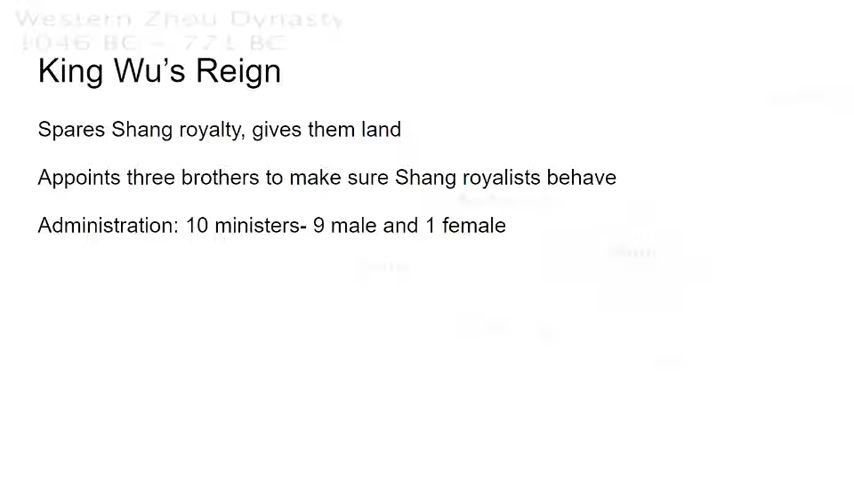 Western Zhou Dynasty
1046 BC – 771 BC
King Wu’s Reign
Spares Shang royalty, gives them land
Appoints three brothers to make sure Shang royalists behave
Administration: 10 ministers- 9 male and 1 female